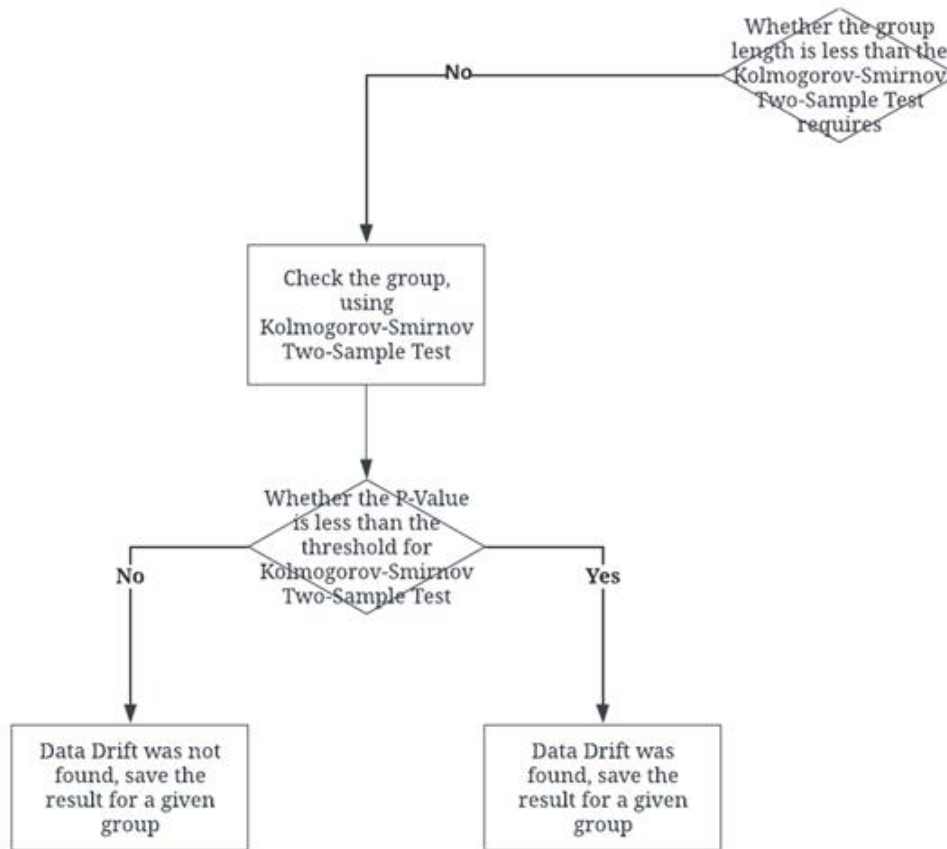 Whether the group
length is less than the
Kolmogorov-Smirnov
Two-Sample Test
requires
No
Check the group,
using
Kolmogorov-Smirnov
Two-Sample Test
Whether the P-Value
is less than the
threshold for
Kolmogorov-Smirnov
Two-Sample Test
No
Yes
Data Drift was not
found, save the
result for a given
group
Data Drift was
found, save the
result for a given
group